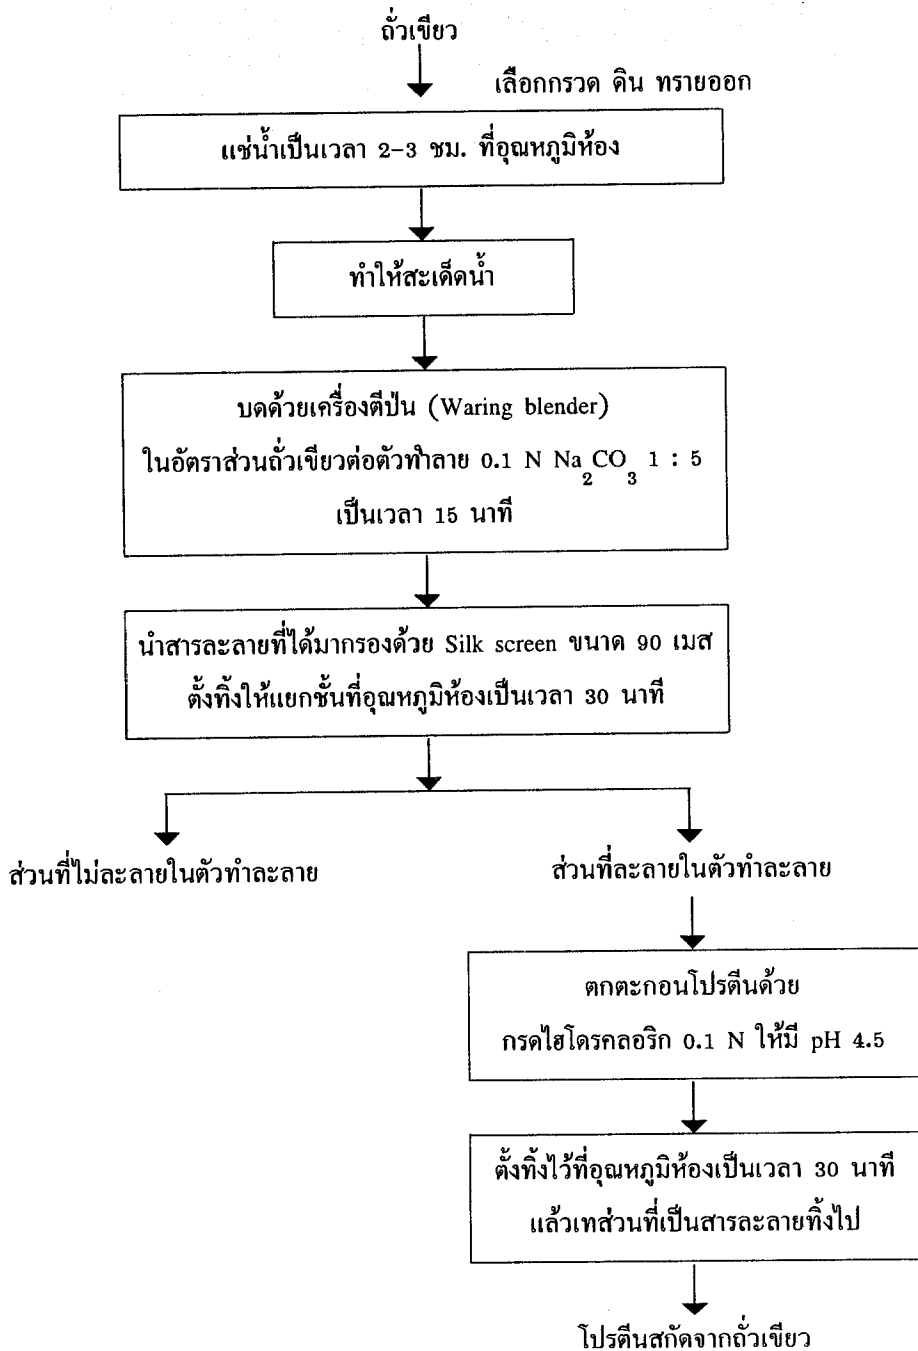 ถั่วเขียว
เลือกกรวด ดิน ทรายออก
แช่น้ำเป็นเวลา 2-3 ชม. ที่อุณหภูมิห้อง
ทำให้สะเด็ดน้ำ
บดด้วยเครื่องตีป่น (Waring blender)
ในอัตราส่วนถั่วเขียวต่อตัวทำลาย 0.1 N Na₂CO₃ 1 : 5
เป็นเวลา 15 นาที
นำสารละลายที่ได้มากรองด้วย Silk screen ขนาด 90 เมส
ตั้งทิ้งให้แยกชั้นที่อุณหภูมิห้องเป็นเวลา 30 นาที
ส่วนที่ไม่ละลายในตัวทำละลาย
ส่วนที่ละลายในตัวทำละลาย
ตกตะกอนโปรตีนด้วย
กรดไฮโดรคลอริก 0.1 N ให้มี pH 4.5
ตั้งทิ้งไว้ที่อุณหภูมิห้องเป็นเวลา 30 นาที
แล้วเทส่วนที่เป็นสารละลายทิ้งไป
โปรตีนสกัดจากถั่วเขียว